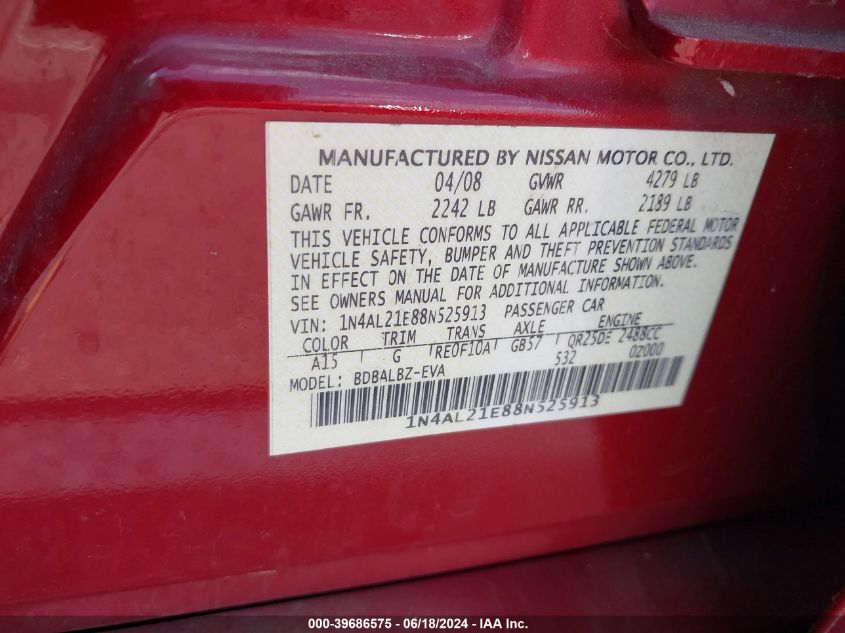 MANUFACTURED BY NISSAN MOTOR CO., LTD.
DATE 04/08 GVWR 4279 LB
GAWR FR. 2242 LB GAWR RR. 2189 LB
THIS VEHICLE CONFORMS TO ALL APPLICABLE FEDERAL MOTOR
VEHICLE SAFETY, BUMPER AND THEFT PREVENTION STANDARDS
IN EFFECT ON THE DATE OF MANUFACTURE SHOWN ABOVE.
SEE OWNERS MANUAL FOR ADDITIONAL INFORMATION.
VIN: 1N4AL21E88N525913 PASSENGER CAR
COLOR TRIM TRANS AXLE ENGINE
A15 G RE0F10A GB57 QR25DE 2488CC
MODEL: BDBALBZ-EVA 532 0Z000
1N4AL21E88N525913
000-39686575 - 06/18/2024 - IAA Inc.